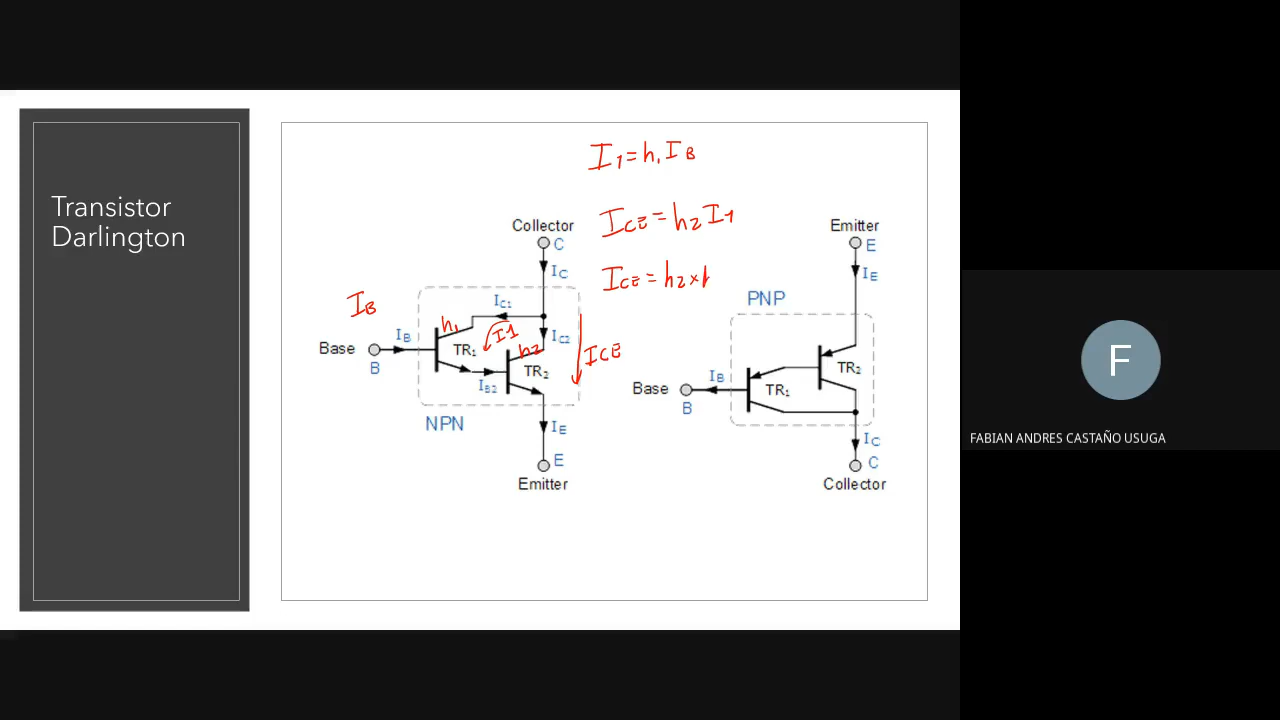 Transistor
Darlington
I1 = h1 IB
ICE = h2 I1
ICE = h2 ×
Collector
C
IC
IB
IC1
h1
I1
IC2
IB
h2
ICE
Base
B
TR1
TR2
IB2
NPN
IE
E
Emitter
Emitter
E
IE
PNP
TR2
IB
Base
B
TR1
IC
C
Collector
F
FABIAN ANDRES CASTAÑO USUGA